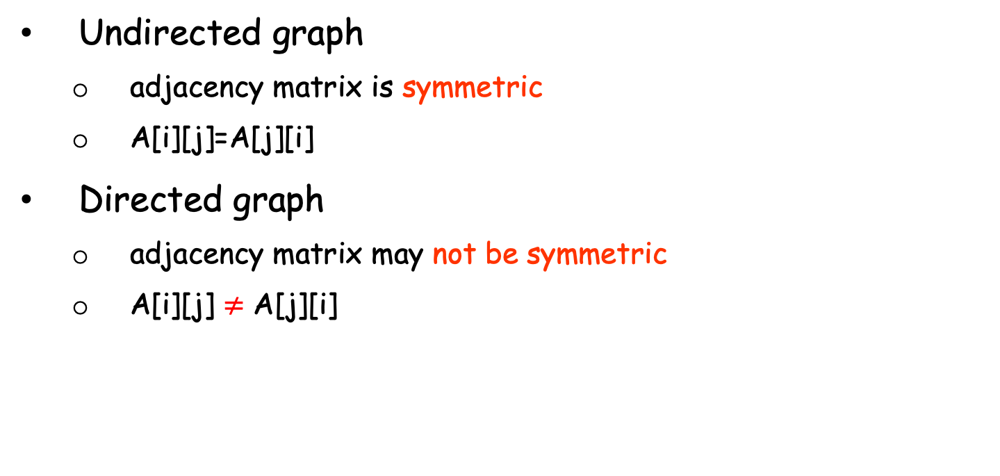 • Undirected graph
○ adjacency matrix is symmetric
○ A[i][j]=A[j][i]
• Directed graph
○ adjacency matrix may not be symmetric
○ A[i][j] ≠ A[j][i]